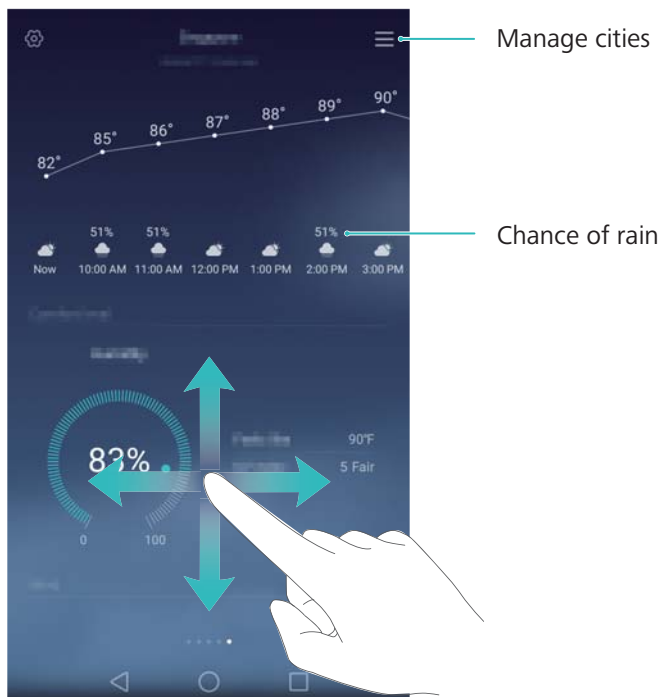 Manage cities
82° 85° 86° 87° 88° 89° 90°
51% 51% 51%
Chance of rain
Now 10:00 AM 11:00 AM 12:00 PM 1:00 PM 2:00 PM 3:00 PM
83%
90°F
5 Fair
0 100